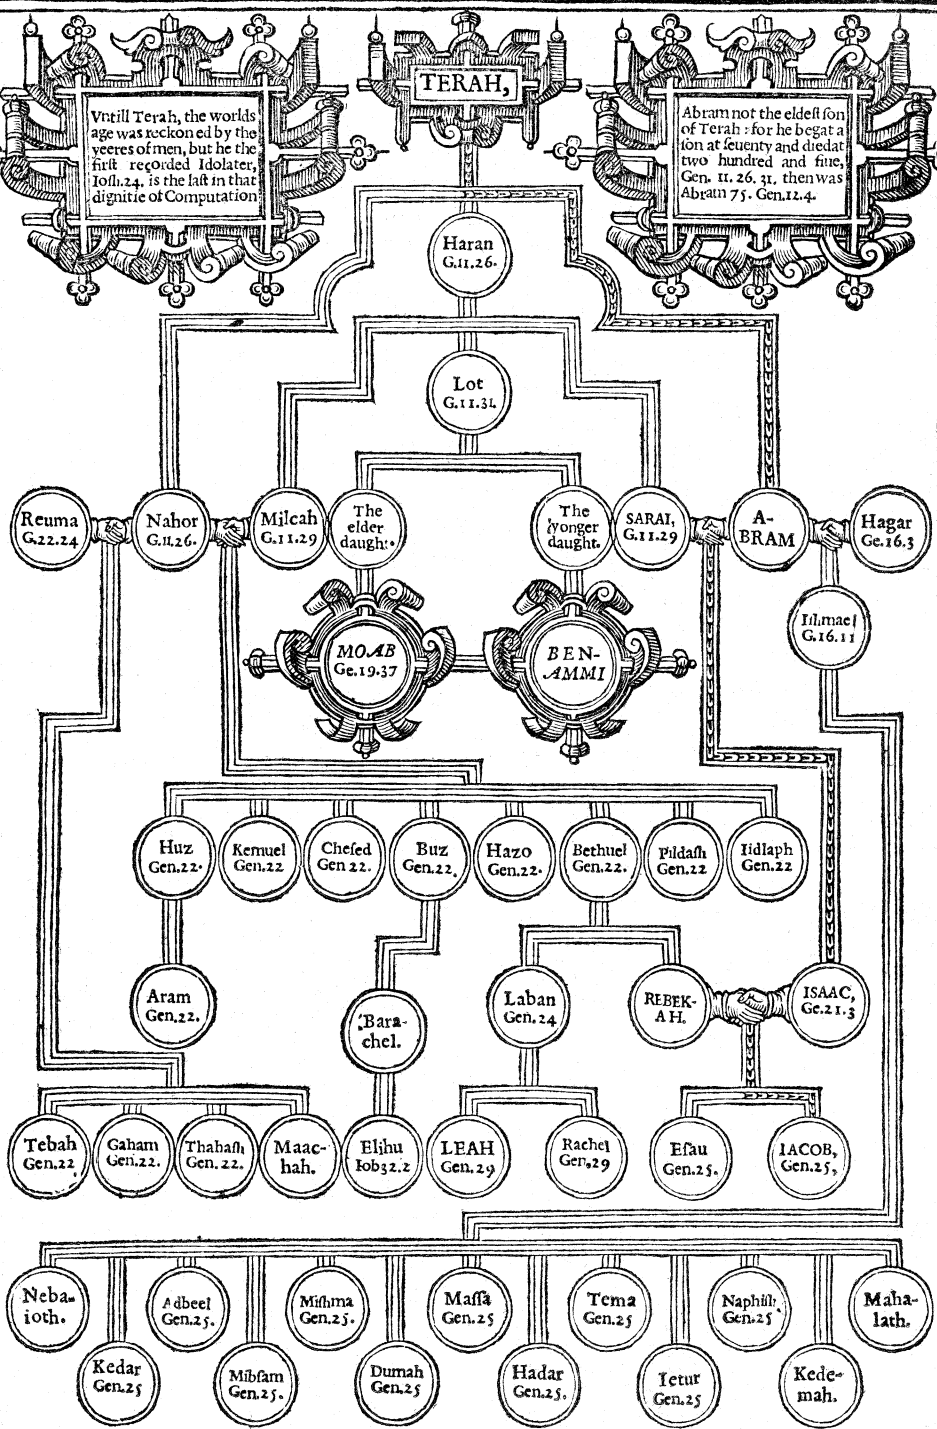 TERAH,
Vntill Terah, the worlds
age was reckoned by the
yeeres of men, but he the
first recorded Idolater,
Iosh.24. is the last in that
dignitie of Computation
Abram not the eldest son
of Terah : for he begat a
son at seuenty and diedat
two hundred and fiue,
Gen. 11. 26. 31. then was
Abram 75. Gen.12.4.
Haran
G.11.26.
Lot
G.11.31.
Reuma
G.22.24
Nahor
G.11.26.
Milcah
G.11.29
The
elder
daught.
The
yonger
daught.
SARAI,
G.11.29
A-
BRAM
Hagar
Ge.16.3
Ishmael
G.16.11
MOAB
Ge.19.37
BEN-
AMMI
Huz
Gen.22.
Kemuel
Gen.22
Chesed
Gen 22.
Buz
Gen.22.
Hazo
Gen.22.
Bethuel
Gen.22.
Pildash
Gen.22
Iidlaph
Gen.22
Aram
Gen.22.
Bara-
chel.
Laban
Gen.24
REBEK-
AH.
ISAAC,
Ge.21.3
Tebah
Gen.22
Gaham
Gen.22.
Thahash
Gen.22.
Maac-
hah.
Elihu
Iob32.2
LEAH
Gen.29
Rachel
Gen.29
Esau
Gen.25.
IACOB,
Gen.25,
Neba-
ioth.
Adbeel
Gen.25.
Mishma
Gen.25.
Massa
Gen.25
Tema
Gen.25
Naphish
Gen.25
Maha-
lath.
Kedar
Gen.25
Mibsam
Gen.25.
Dumah
Gen.25
Hadar
Gen.25.
Ietur
Gen.25
Kede-
mah.